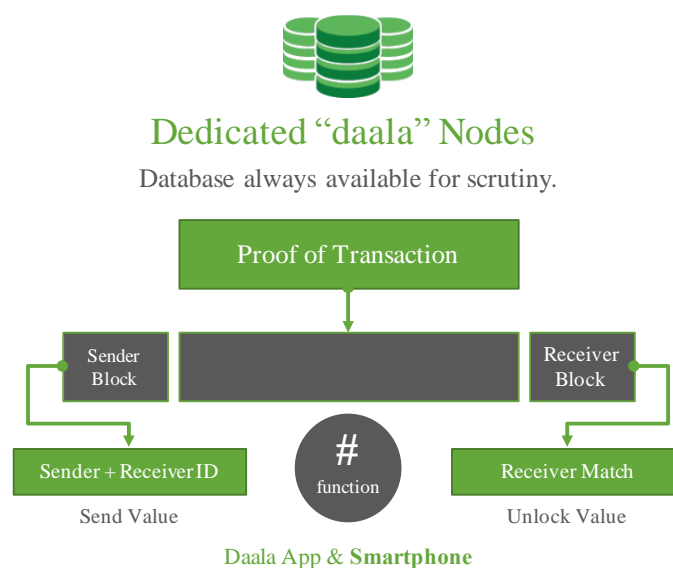 Dedicated “daala” Nodes
Database always available for scrutiny.
Proof of Transaction
Sender
Block
Receiver
Block
Sender + Receiver ID
#
function
Receiver Match
Send Value
Unlock Value
Daala App & Smartphone